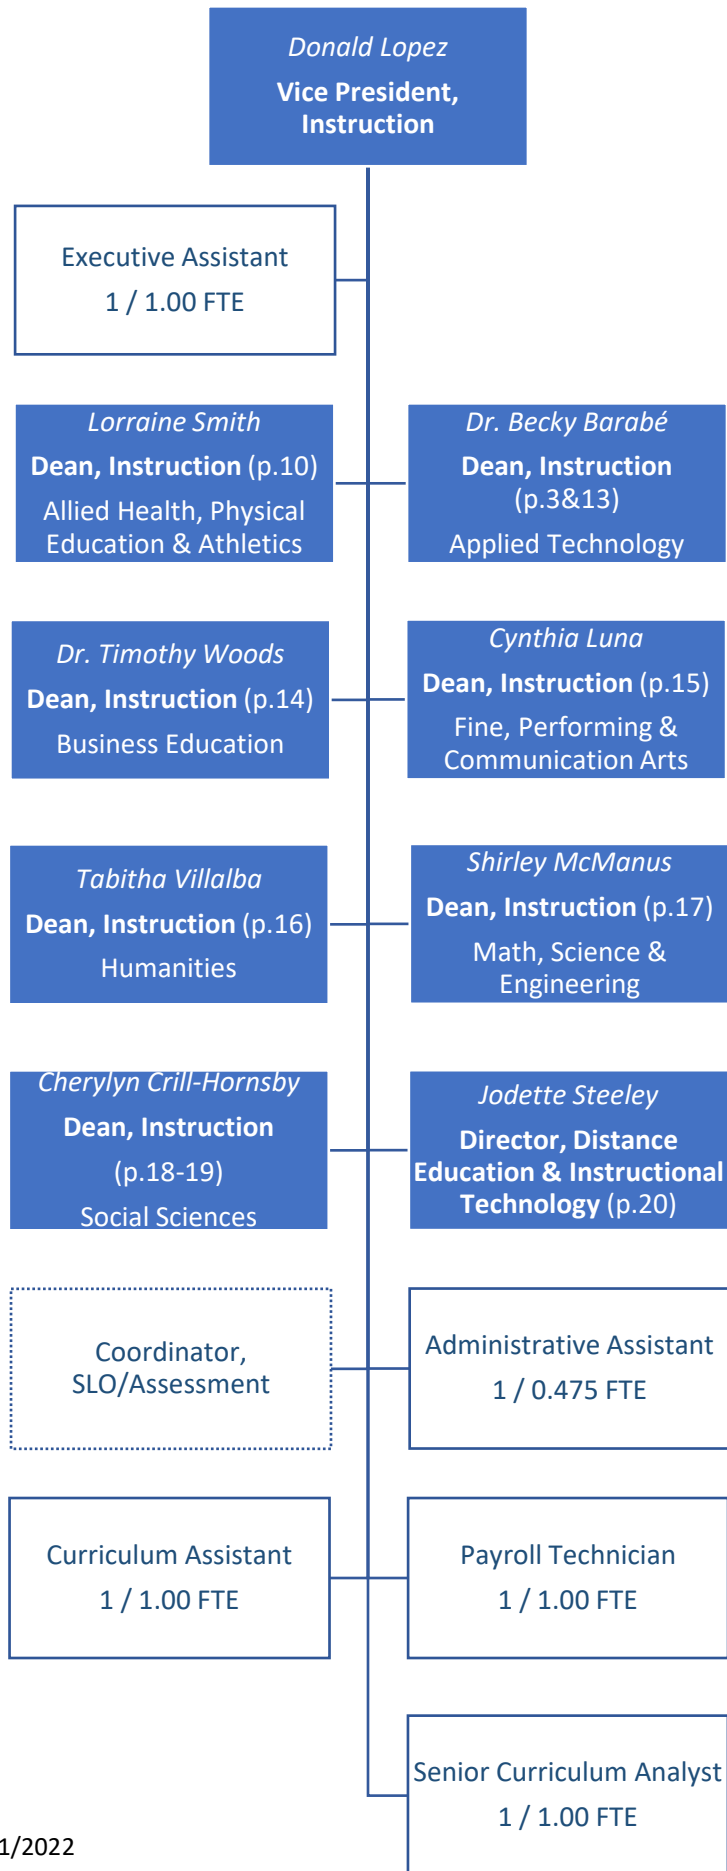 Donald Lopez
Vice President,
Instruction
Executive Assistant
1 / 1.00 FTE
Lorraine Smith
Dean, Instruction (p.10)
Allied Health, Physical
Education & Athletics
Dr. Becky Barabé
Dean, Instruction
(p.3&13)
Applied Technology
Dr. Timothy Woods
Dean, Instruction (p.14)
Business Education
Cynthia Luna
Dean, Instruction (p.15)
Fine, Performing &
Communication Arts
Tabitha Villalba
Dean, Instruction (p.16)
Humanities
Shirley McManus
Dean, Instruction (p.17)
Math, Science &
Engineering
Cherylyn Crill-Hornsby
Dean, Instruction
(p.18-19)
Social Sciences
Jodette Steeley
Director, Distance
Education & Instructional
Technology (p.20)
Coordinator,
SLO/Assessment
Administrative Assistant
1 / 0.475 FTE
Curriculum Assistant
1 / 1.00 FTE
Payroll Technician
1 / 1.00 FTE
Senior Curriculum Analyst
1 / 1.00 FTE
1/2022